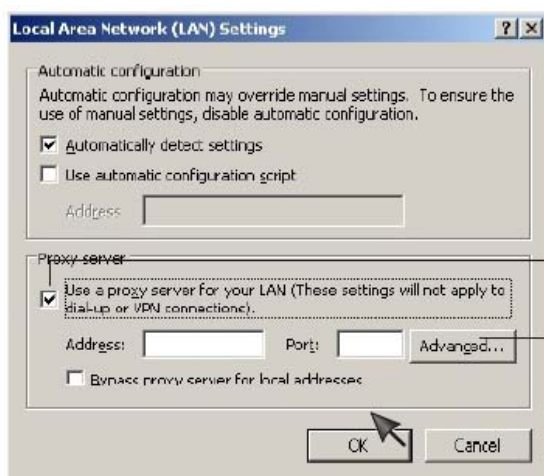 Local Area Network (LAN) Settings
Automatic configuration
Automatic configuration may override manual settings. To ensure the
use of manual settings, disable automatic configuration.
Automatically detect settings
Use automatic configuration script
Address
Proxy server
Use a proxy server for your LAN (These settings will not apply to
dial-up or VPN connections).
Address:
Port:
Advanced...
Bypass proxy server for local addresses
OK
Cancel